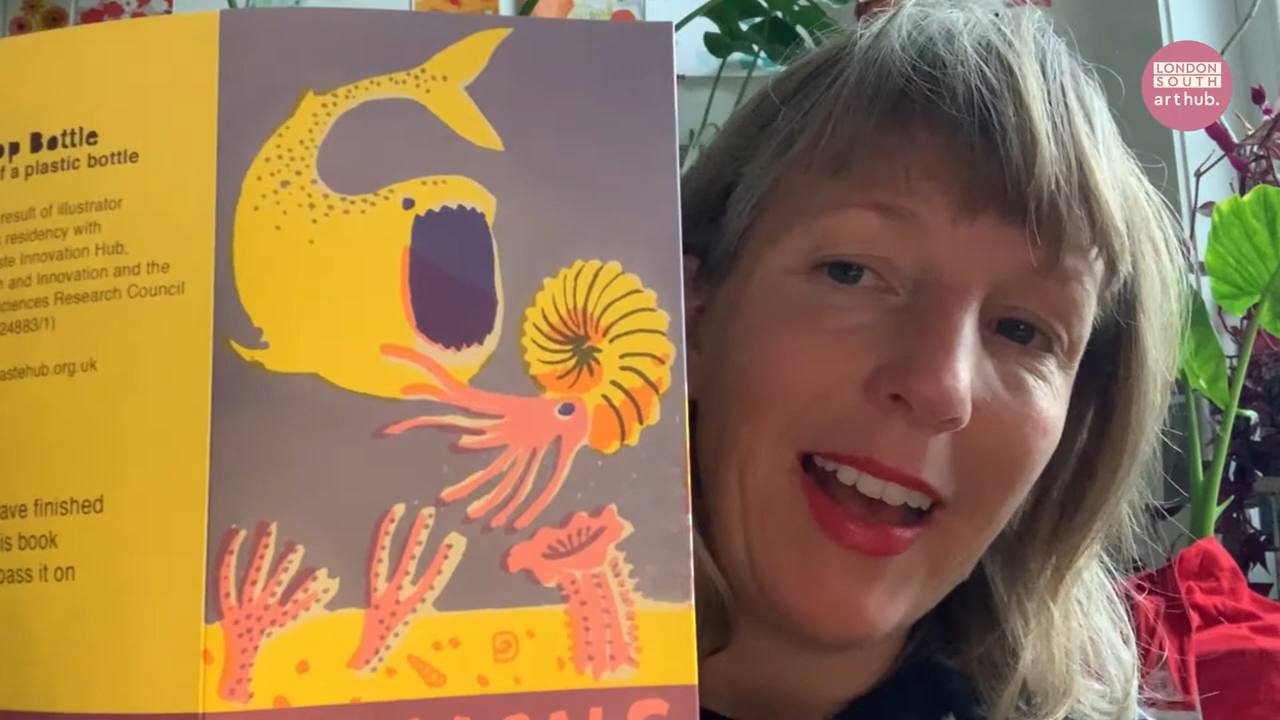 op Bottle
f a plastic bottle
result of illustrator
residency with
ste Innovation Hub,
and Innovation and the
ciences Research Council
24883/1)
astehub.org.uk
ave finished
is book
pass it on
LONDON
SOUTH
art hub.